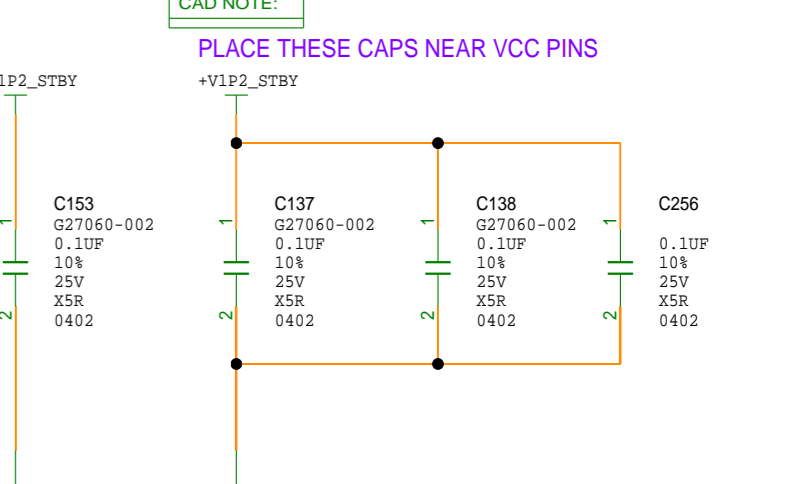 CAD NOTE:
PLACE THESE CAPS NEAR VCC PINS
1P2_STBY
+V1P2_STBY
C153
G27060-002
0.1UF
10%
25V
X5R
0402
1
2
C137
G27060-002
0.1UF
10%
25V
X5R
0402
1
2
C138
G27060-002
0.1UF
10%
25V
X5R
0402
1
2
C256
0.1UF
10%
25V
X5R
0402
1
2